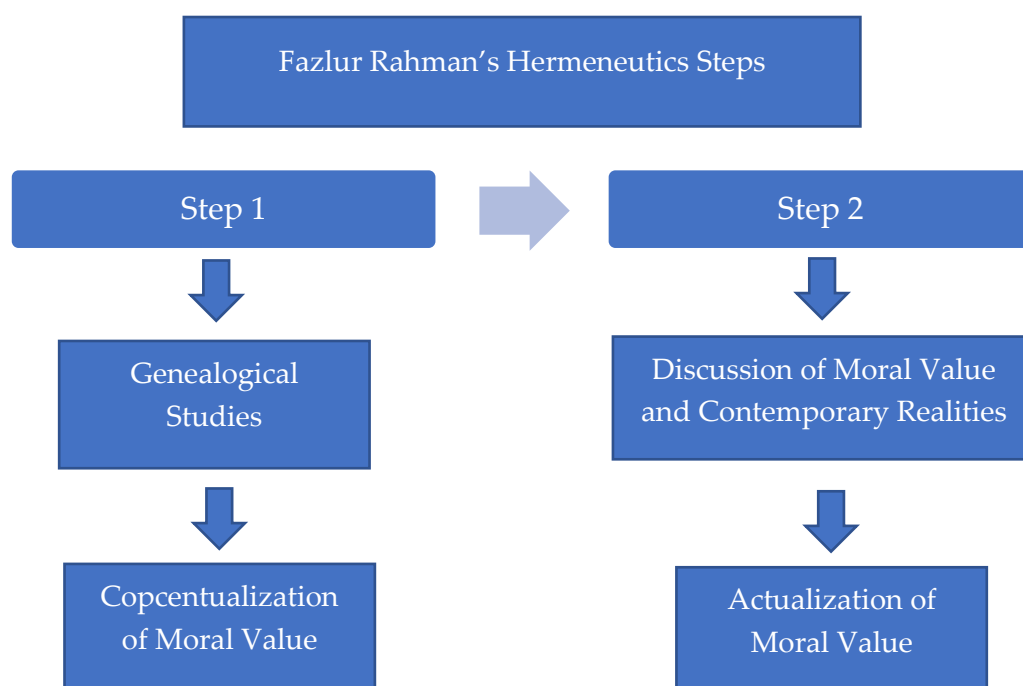 Fazlur Rahman’s Hermeneutics Steps
Step 1
Step 2
Genealogical
Studies
Discussion of Moral Value
and Contemporary Realities
Copcentualization
of Moral Value
Actualization of
Moral Value